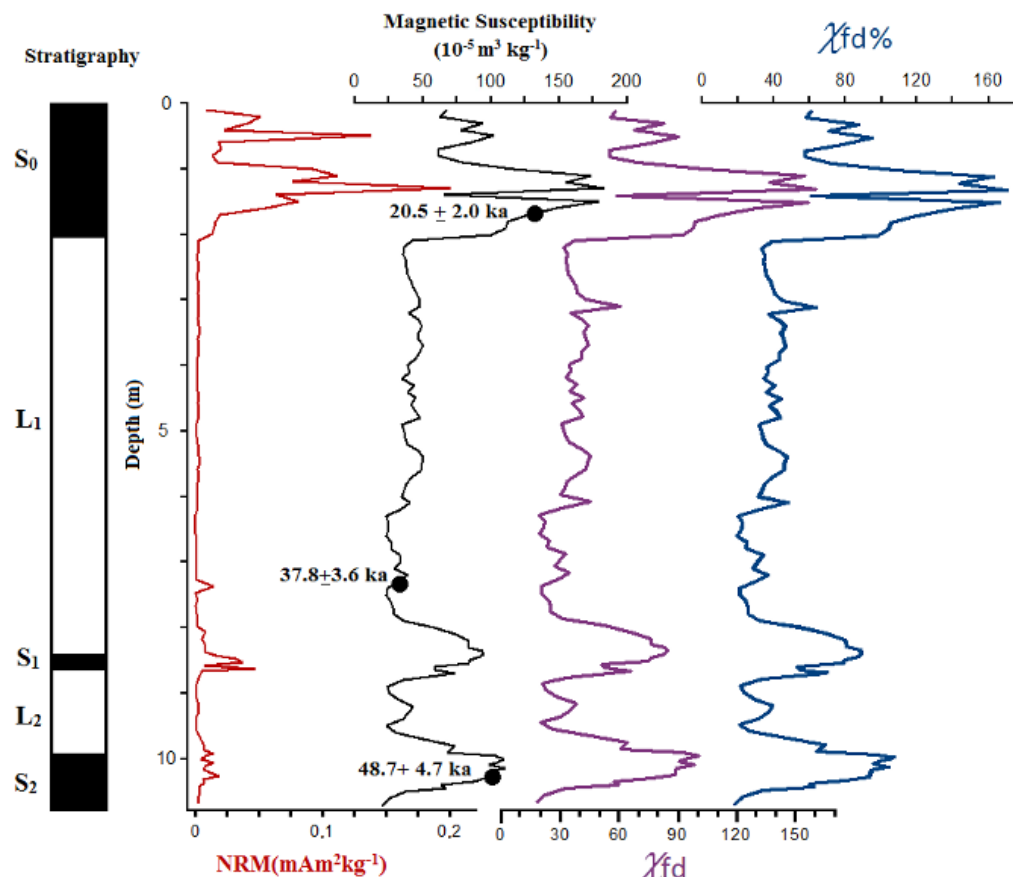 Magnetic Susceptibility
(10⁻⁵ m³ kg⁻¹)
χfd%
Stratigraphy
0 50 100 150 200 0 40 80 120 160
0
S₀
20.5 ± 2.0 ka
L₁
Depth (m)
5
37.8±3.6 ka
S₁
L₂
10
48.7+ 4.7 ka
S₂
0 0,1 0,2 0 30 60 90 120 150
NRM(mAm²kg⁻¹)
χfd